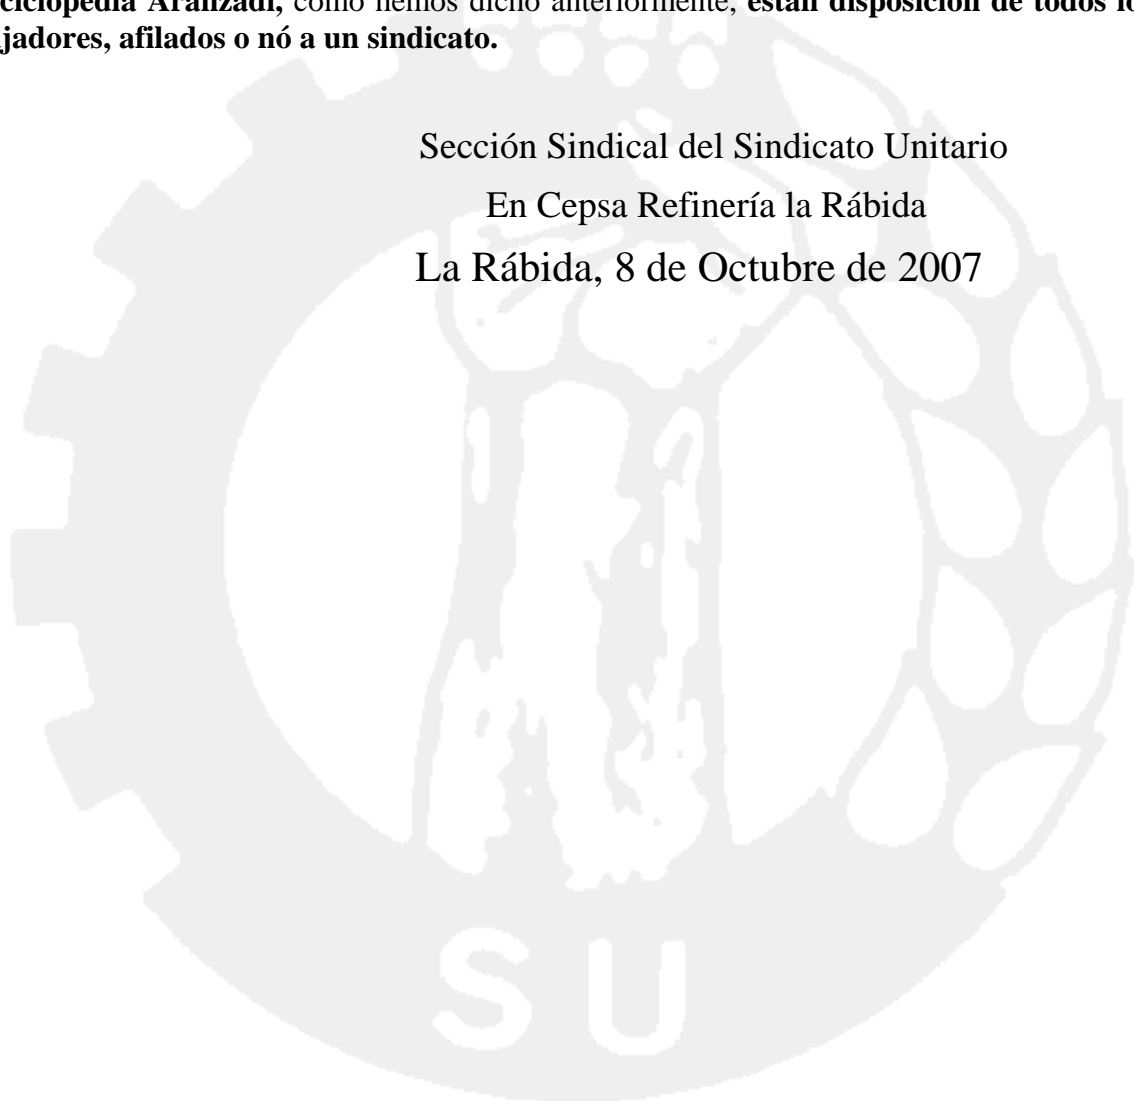 ciclopedia Aranzadi, como hemos dicho anteriormente, están disposición de todos lo
jadores, afilados o nó a un sindicato.
Sección Sindical del Sindicato Unitario
En Cepsa Refinería la Rábida
La Rábida, 8 de Octubre de 2007
S U